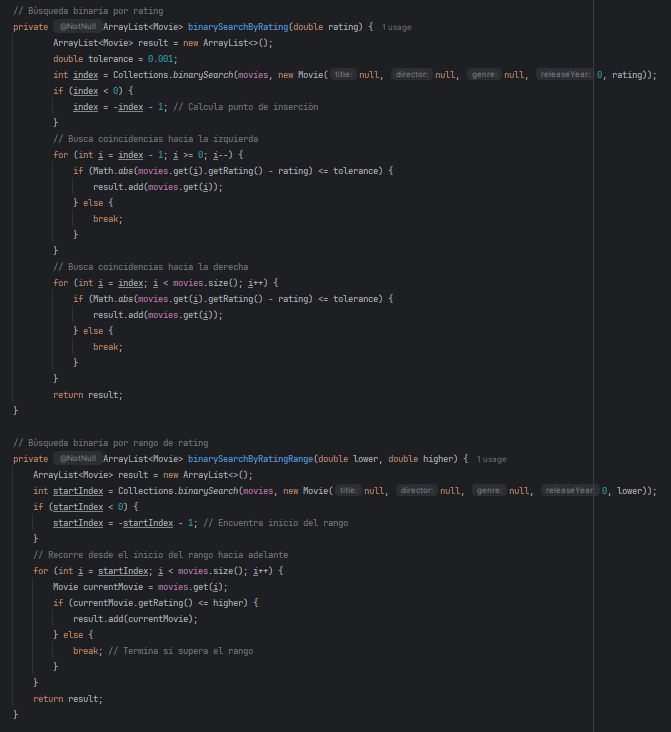 // Búsqueda binaria por rating
private @NotNull ArrayList<Movie> binarySearchByRating(double rating) { 1 usage
ArrayList<Movie> result = new ArrayList<>();
double tolerance = 0.001;
int index = Collections.binarySearch(movies, new Movie( title: null, director: null, genre: null, releaseYear: 0, rating));
if (index < 0) {
index = -index - 1; // Calcula punto de inserción
}
// Busca coincidencias hacia la izquierda
for (int i = index - 1; i >= 0; i--) {
if (Math.abs(movies.get(i).getRating() - rating) <= tolerance) {
result.add(movies.get(i));
} else {
break;
}
}
// Busca coincidencias hacia la derecha
for (int i = index; i < movies.size(); i++) {
if (Math.abs(movies.get(i).getRating() - rating) <= tolerance) {
result.add(movies.get(i));
} else {
break;
}
}
return result;
}
// Búsqueda binaria por rango de rating
private @NotNull ArrayList<Movie> binarySearchByRatingRange(double lower, double higher) { 1 usage
ArrayList<Movie> result = new ArrayList<>();
int startIndex = Collections.binarySearch(movies, new Movie( title: null, director: null, genre: null, releaseYear: 0, lower));
if (startIndex < 0) {
startIndex = -startIndex - 1; // Encuentra inicio del rango
}
// Recorre desde el inicio del rango hacia adelante
for (int i = startIndex; i < movies.size(); i++) {
Movie currentMovie = movies.get(i);
if (currentMovie.getRating() <= higher) {
result.add(currentMovie);
} else {
break; // Termina si supera el rango
}
}
return result;
}